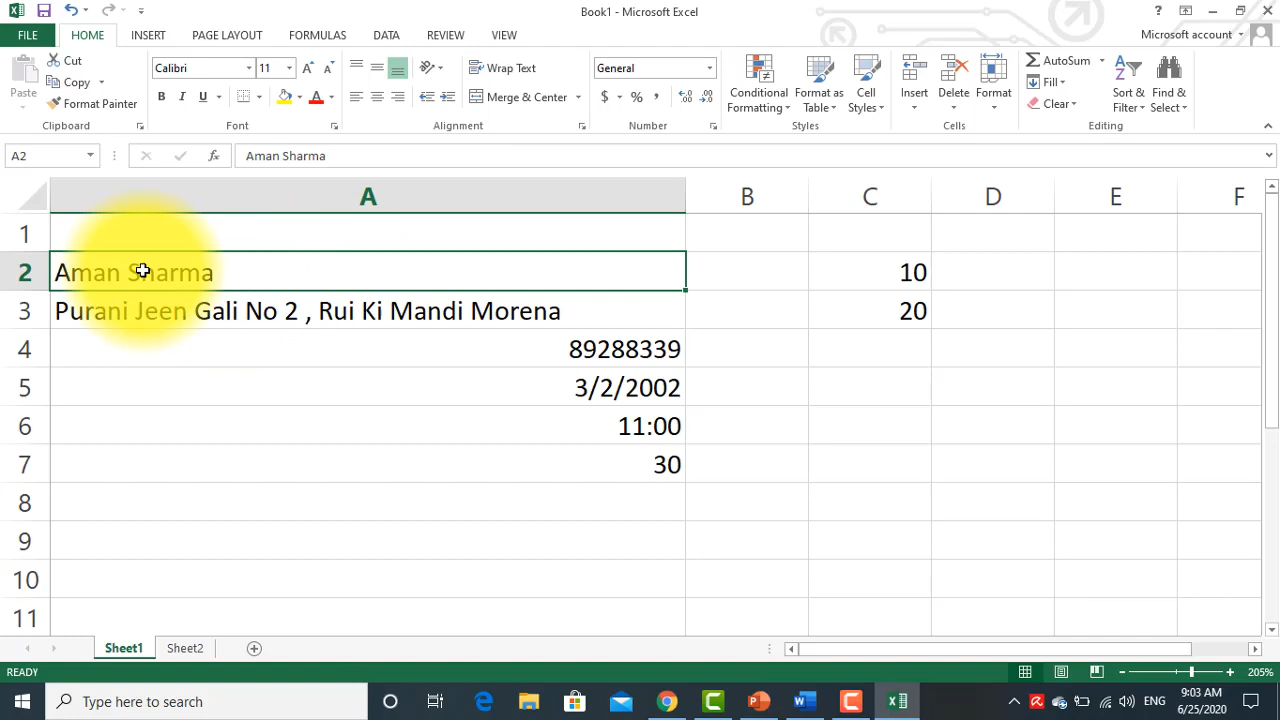 Book1 - Microsoft Excel
?
FILE HOME INSERT PAGE LAYOUT FORMULAS DATA REVIEW VIEW Microsoft account
Paste
Cut
Copy
Format Painter
Clipboard
Calibri 11
B I U
Font
Wrap Text
Merge & Center
Alignment
General
$ % ,
Number
Conditional Formatting
Format as Table
Cell Styles
Styles
Insert
Delete
Format
Cells
AutoSum
Fill
Clear
Sort & Filter
Find & Select
Editing
A2 fx Aman Sharma
A B C D E F
1
2 Aman Sharma 10
3 Purani Jeen Gali No 2 , Rui Ki Mandi Morena 20
4 89288339
5 3/2/2002
6 11:00
7 30
8
9
10
11
Sheet1 Sheet2
READY 205%
Type here to search
ENG
9:03 AM
6/25/2020